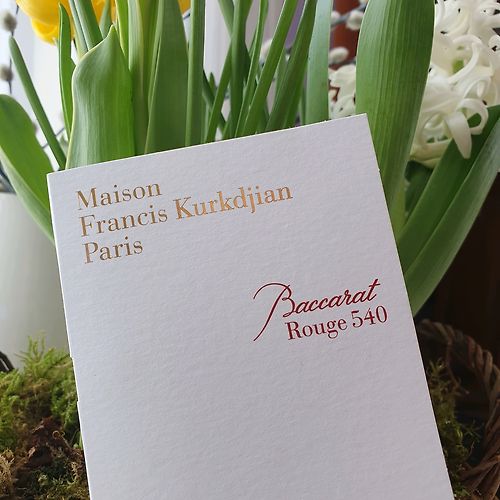 Maison
Francis Kurkdjian
Paris
Baccarat
Rouge 540